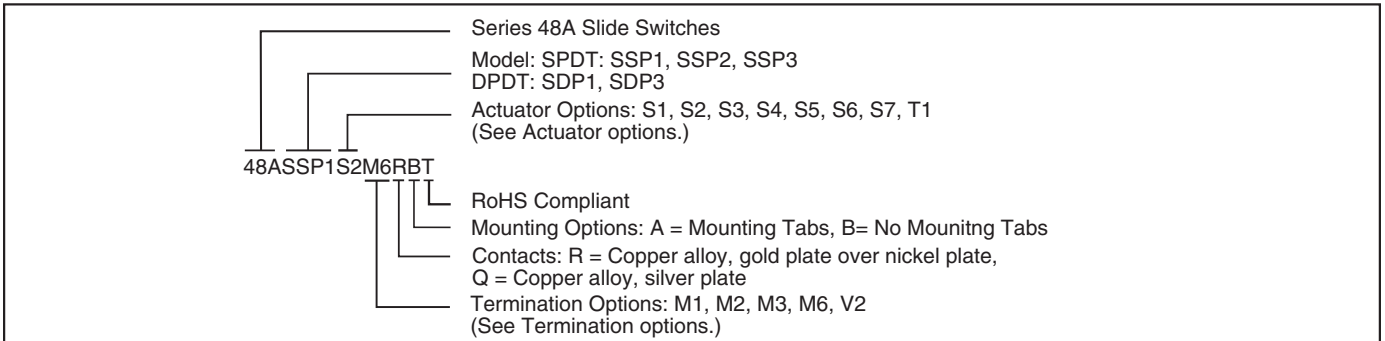 Series 48A Slide Switches
Model: SPDT: SSP1, SSP2, SSP3
DPDT: SDP1, SDP3
Actuator Options: S1, S2, S3, S4, S5, S6, S7, T1
(See Actuator options.)
48ASSP1S2M6RBT
RoHS Compliant
Mounting Options: A = Mounting Tabs, B= No Mounitng Tabs
Contacts: R = Copper alloy, gold plate over nickel plate,
Q = Copper alloy, silver plate
Termination Options: M1, M2, M3, M6, V2
(See Termination options.)